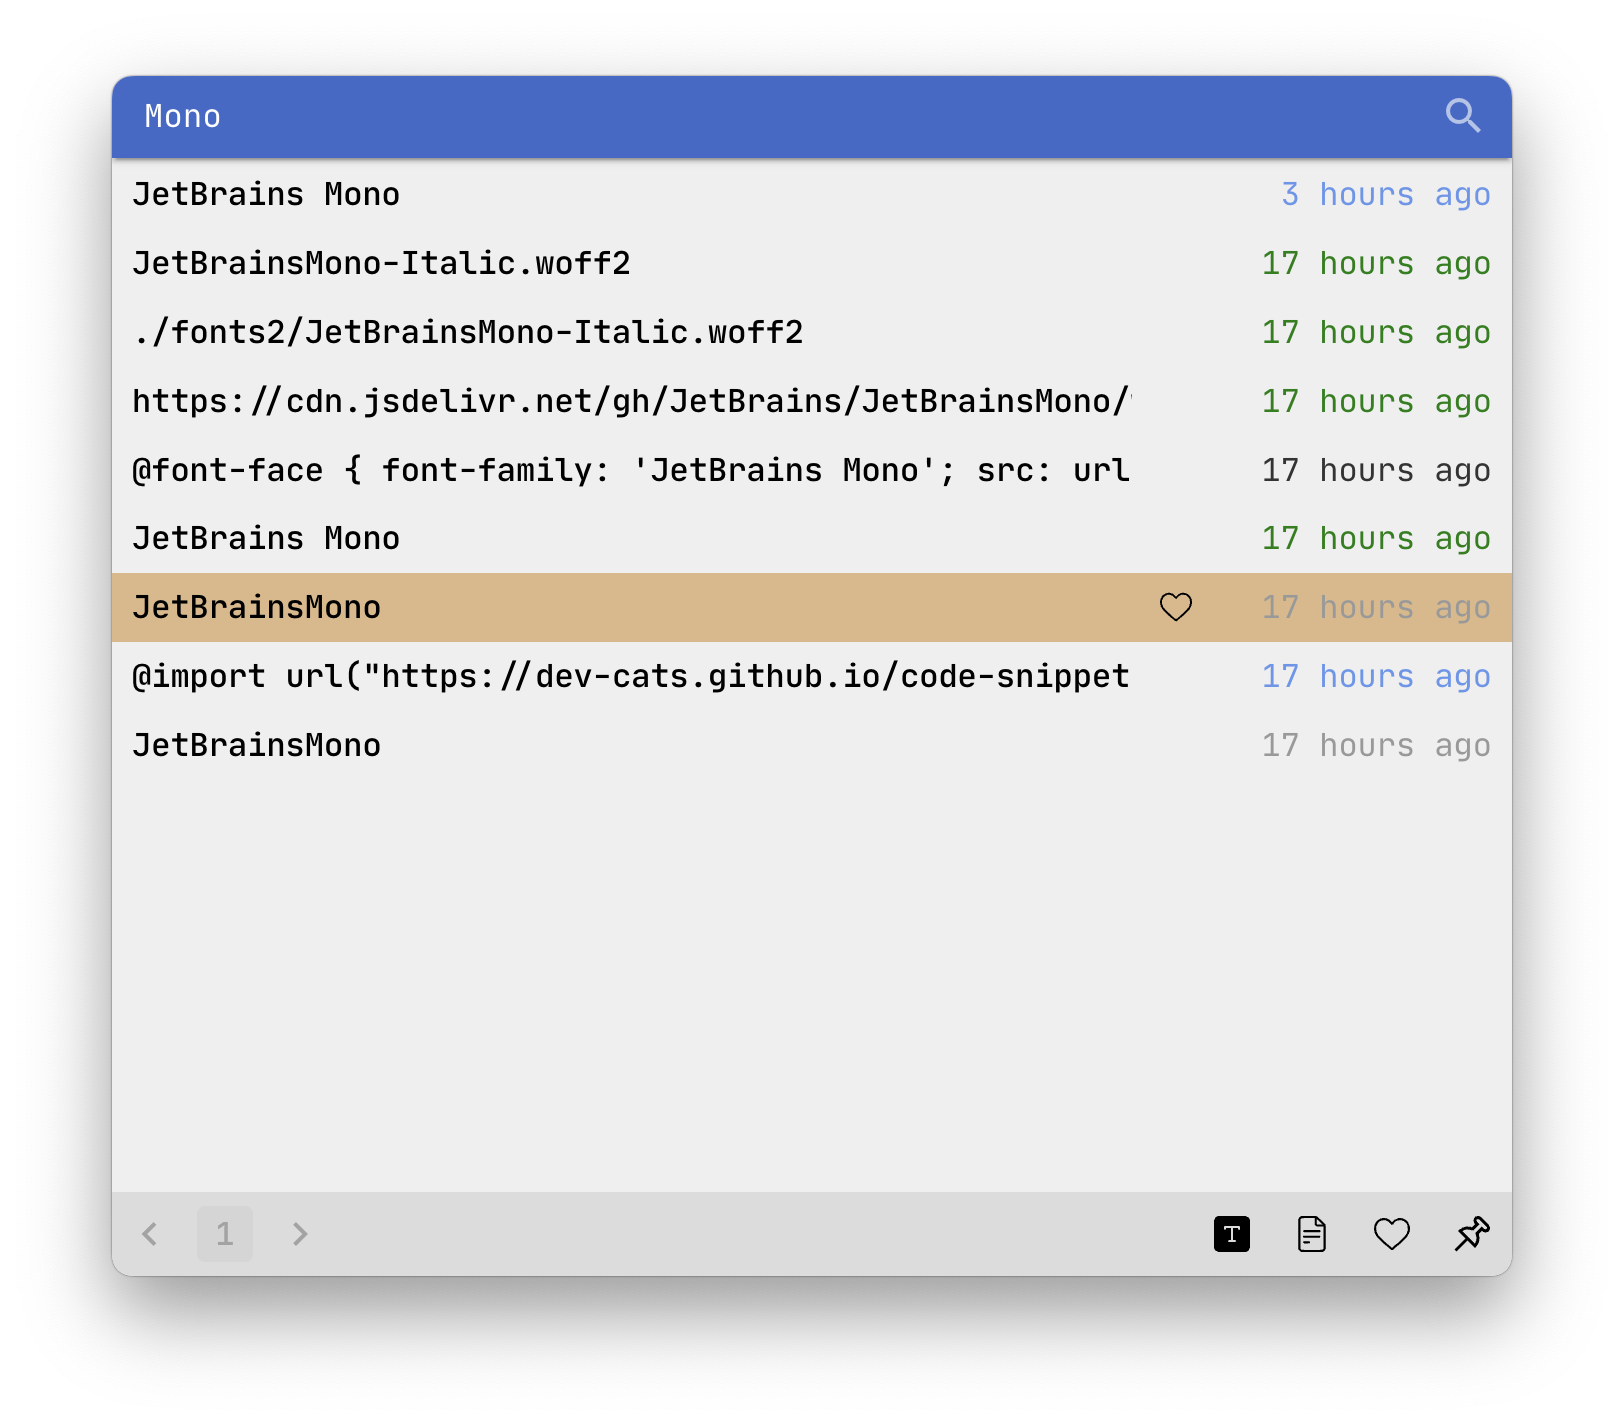 Mono
JetBrains Mono 3 hours ago
JetBrainsMono-Italic.woff2 17 hours ago
./fonts2/JetBrainsMono-Italic.woff2 17 hours ago
https://cdn.jsdelivr.net/gh/JetBrains/JetBrainsMono/ 17 hours ago
@font-face { font-family: 'JetBrains Mono'; src: url 17 hours ago
JetBrains Mono 17 hours ago
JetBrainsMono 17 hours ago
@import url("https://dev-cats.github.io/code-snippet 17 hours ago
JetBrainsMono 17 hours ago
1 T